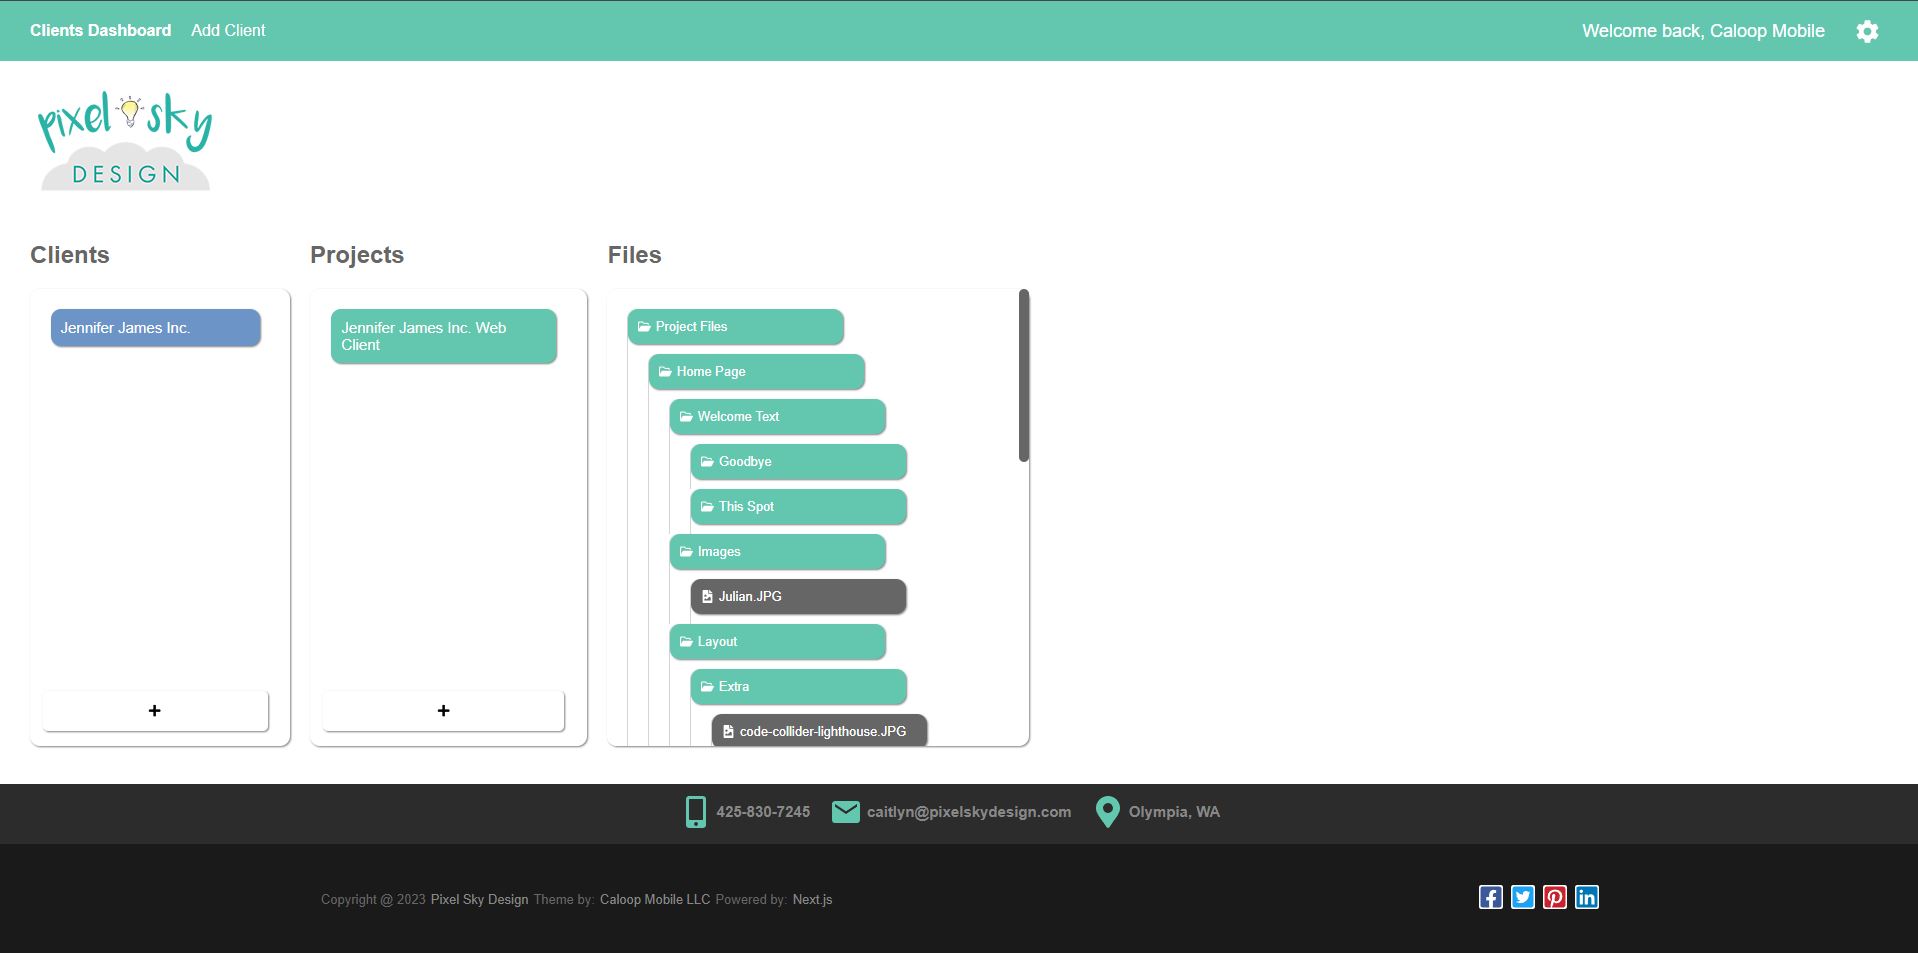 Clients Dashboard Add Client
Welcome back, Caloop Mobile
pixel sky
DESIGN
Clients
Projects
Files
Jennifer James Inc.
+
Jennifer James Inc. Web
Client
+
Project Files
Home Page
Welcome Text
Goodbye
This Spot
Images
Julian.JPG
Layout
Extra
code-collider-lighthouse.JPG
425-830-7245
caitlyn@pixelskydesign.com
Olympia, WA
Copyright @ 2023 Pixel Sky Design Theme by: Caloop Mobile LLC Powered by: Next.js